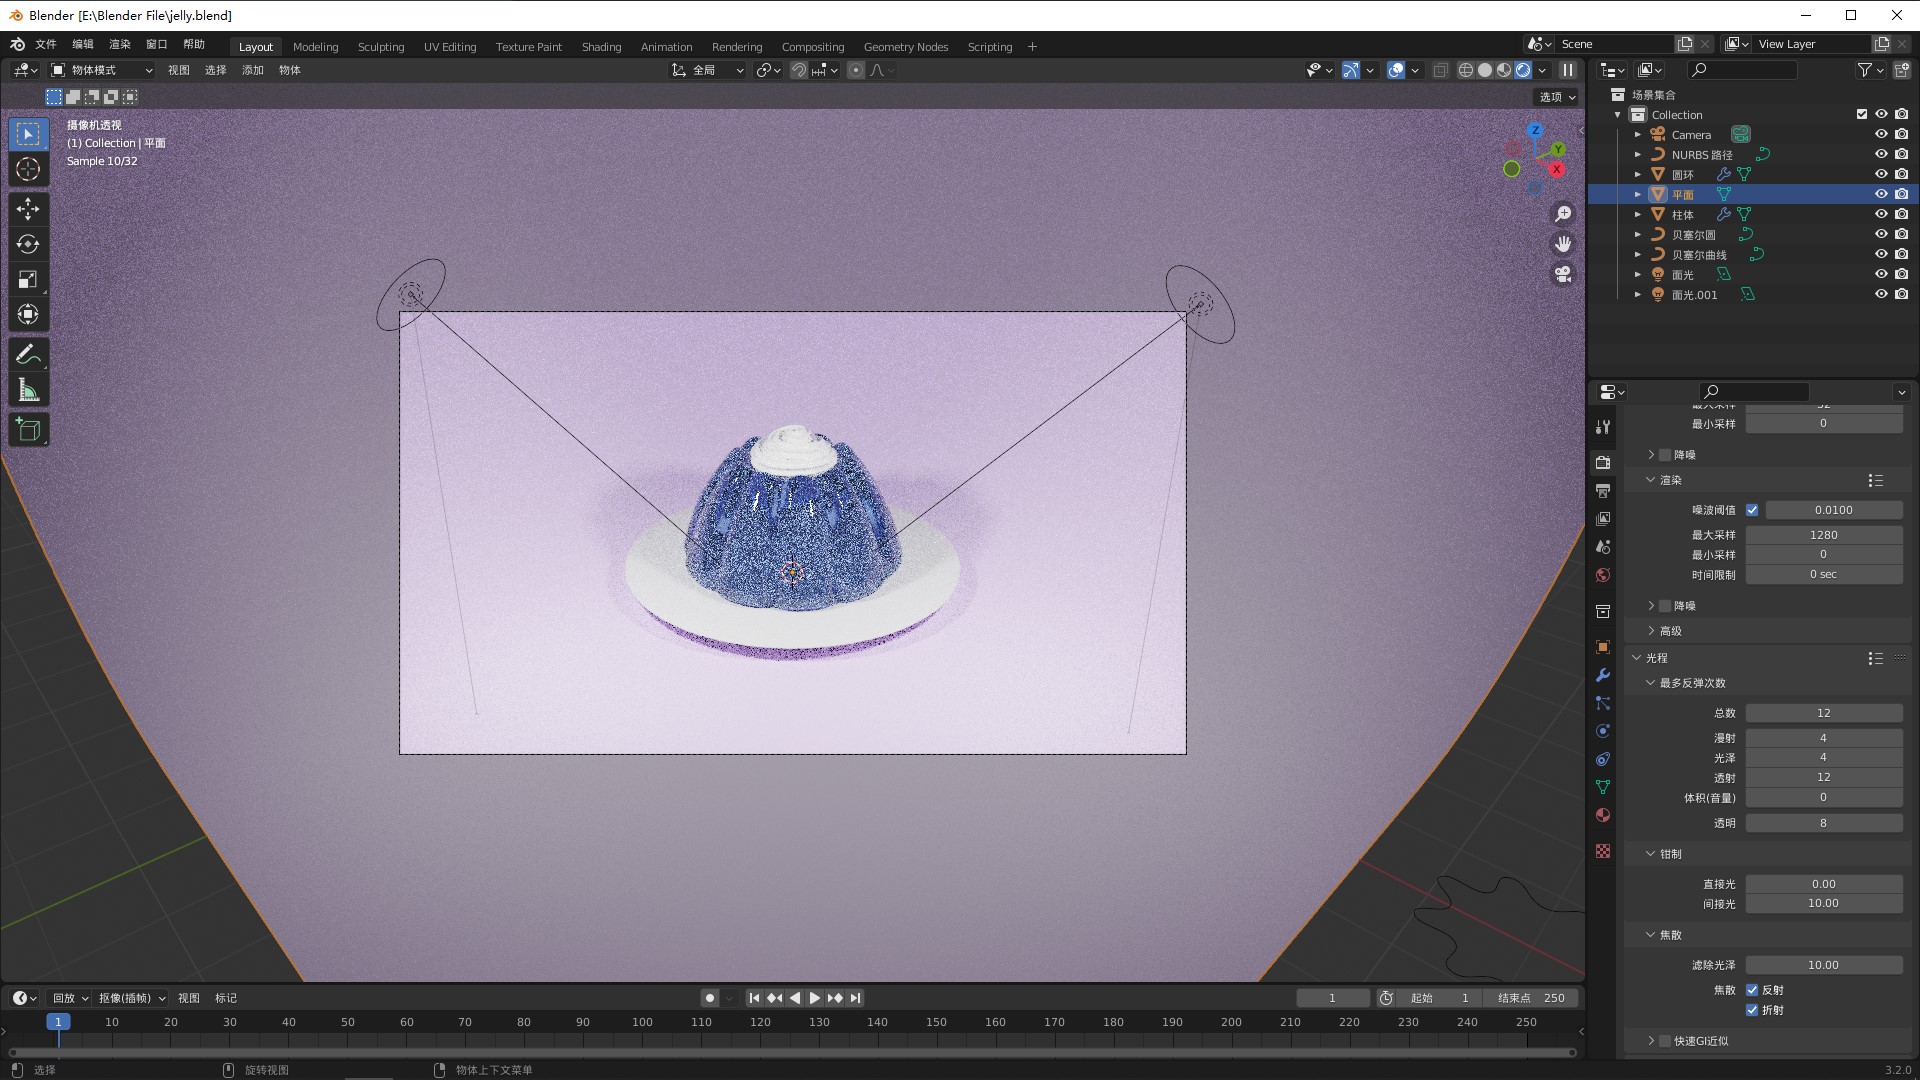 Blender [E:\Blender File\jelly.blend]
文件 编辑 渲染 窗口 帮助 Layout Modeling Sculpting UV Editing Texture Paint Shading Animation Rendering Compositing Geometry Nodes Scripting + Scene View Layer
物体模式 视图 选择 添加 物体 全局
选项
摄像机透视
(1) Collection | 平面
Sample 10/32
Z
Y
X
场景集合
Collection
Camera
NURBS 路径
圆环
平面
柱体
贝塞尔圆
贝塞尔曲线
面光
面光.001
最大采样 32
最小采样 0
降噪
渲染
噪波阈值 0.0100
最大采样 1280
最小采样 0
时间限制 0 sec
降噪
高级
光程
最多反弹次数
总数 12
漫射 4
光泽 4
透射 12
体积(音量) 0
透明 8
钳制
直接光 0.00
间接光 10.00
焦散
滤除光泽 10.00
焦散 反射
折射
快速GI近似
回放 抠像(插帧) 视图 标记 1 起始 1 结束点 250
1 10 20 30 40 50 60 70 80 90 100 110 120 130 140 150 160 170 180 190 200 210 220 230 240 250
选择 旋转视图 物体上下文菜单 3.2.0